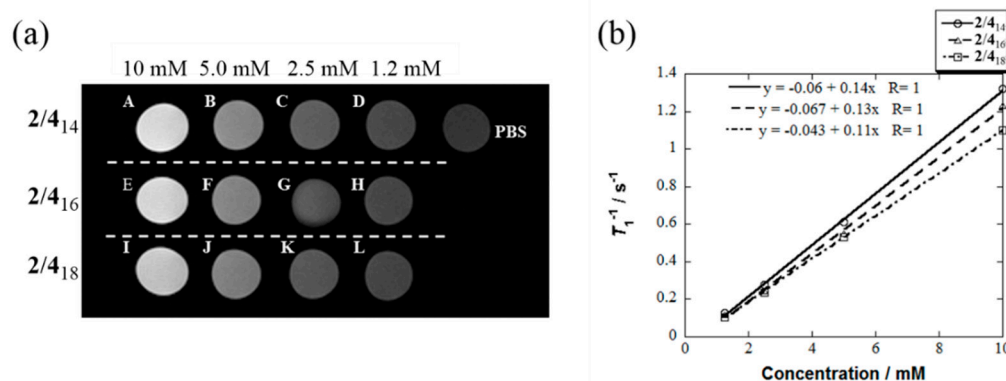 (a)
10 mM 5.0 mM 2.5 mM 1.2 mM
2/4₁₄
A B C D
PBS
2/4₁₆
E F G H
2/4₁₈
I J K L
(b)
2/4₁₄
2/4₁₆
2/4₁₈
y = -0.06 + 0.14x R= 1
y = -0.067 + 0.13x R= 1
y = -0.043 + 0.11x R= 1
T₁⁻¹ / s⁻¹
1.4
1.2
1
0.8
0.6
0.4
0.2
0
0 2 4 6 8 10
Concentration / mM